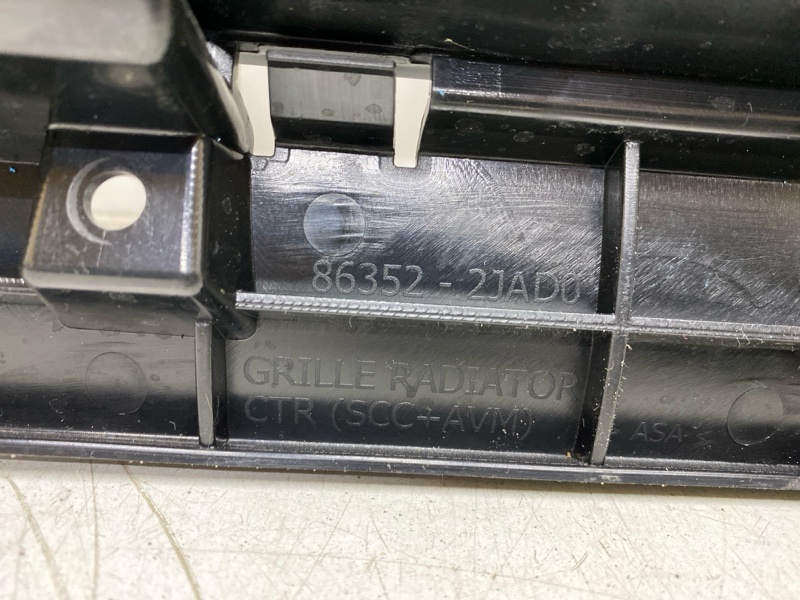 86352 - 2JAD0
GRILLE RADIATOR
CTR (SCC+AVM)
ASA <